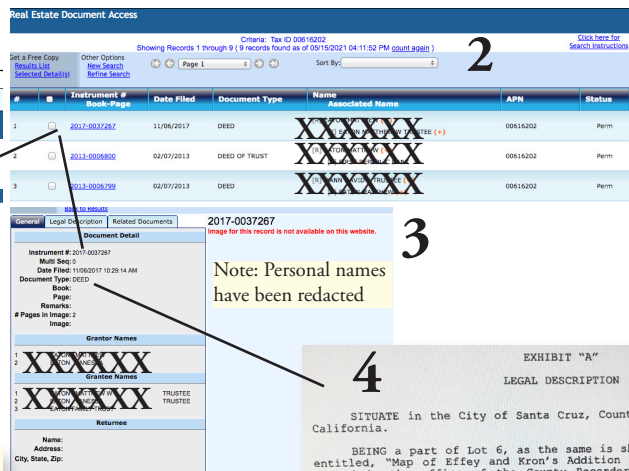 Real Estate Document Access
Criteria: Tax ID 00616202
Showing Records 1 through 9 ( 9 records found as of 05/15/2021 04:11:52 PM count again )
Click here for
Search Instructions
Get a Free Copy
Results List
Selected Detail(s)
Other Options
New Search
Refine Search
Page 1
Sort By:
2
# Instrument # Book-Page Date Filed Document Type Name Associated Name APN Status
1 2017-0037267 11/06/2017 DEED XXXXX TRUSTEE (+) 00616202 Perm
2 2013-0006800 02/07/2013 DEED OF TRUST XXXXX 00616202 Perm
3 2013-0006799 02/07/2013 DEED XXXXX 00616202 Perm
Back to Results
General Legal Description Related Documents
2017-0037267
Image for this record is not available on this website.
3
Document Detail
Instrument #: 2017-0037267
Multi Seq: 0
Date Filed: 11/06/2017 10:29:14 AM
Document Type: DEED
Book:
Page:
Remarks:
# Pages in Image: 2
Image:
Note: Personal names
have been redacted
Grantor Names
1 XXXXX
2
Grantee Names
1 XXXXX TRUSTEE
2 TRUSTEE
3
Returnee
Name:
Address:
City, State, Zip:
4
EXHIBIT "A"
LEGAL DESCRIPTION
SITUATE in the City of Santa Cruz,
California.
BEING a part of Lot 6, as the same is
entitled, "Map of Effey and Kron's Addition